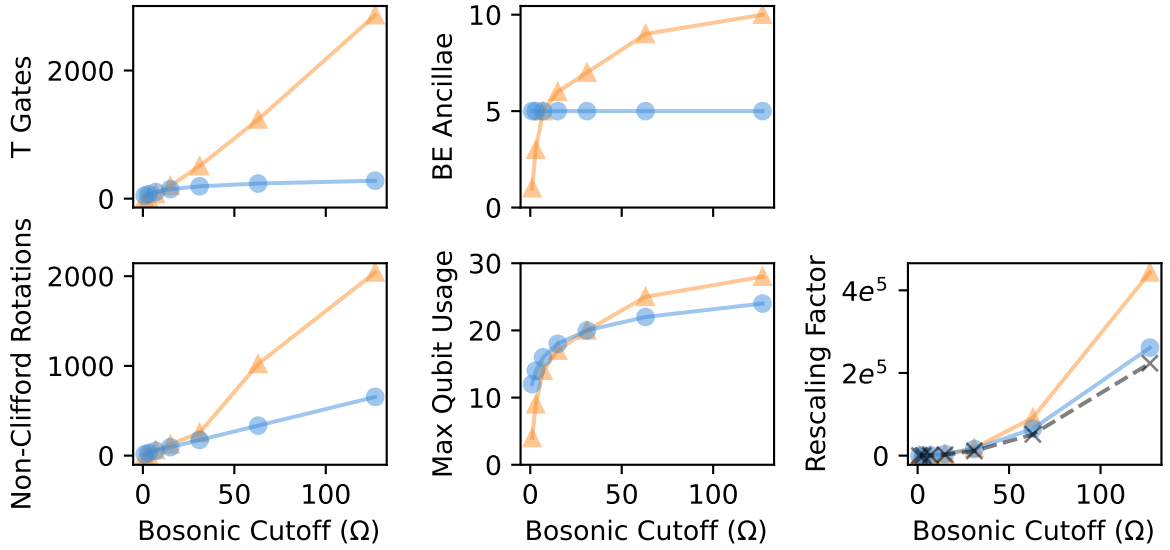 T Gates
2000
0
BE Ancillae
10
5
0
Non-Clifford Rotations
2000
1000
0
0
50
100
Bosonic Cutoff (Ω)
Max Qubit Usage
30
20
10
0
0
50
100
Bosonic Cutoff (Ω)
Rescaling Factor
4e⁵
2e⁵
0
0
50
100
Bosonic Cutoff (Ω)